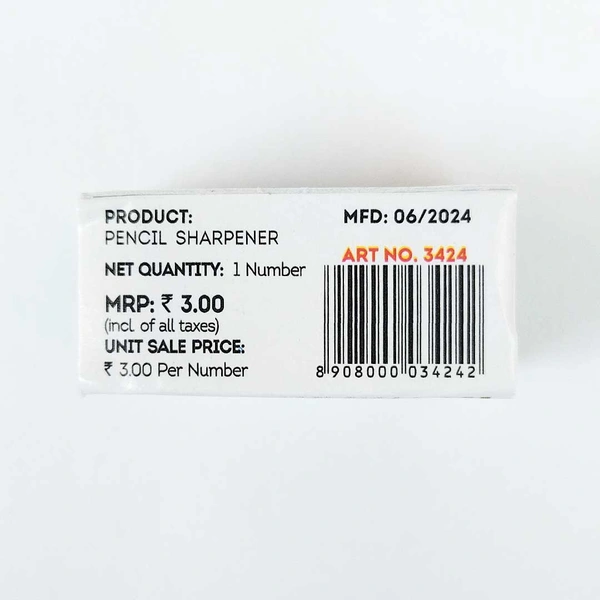 PRODUCT:
PENCIL SHARPENER
NET QUANTITY: 1 Number
MRP: ₹ 3.00
(incl. of all taxes)
UNIT SALE PRICE:
₹ 3.00 Per Number
MFD: 06/2024
ART NO. 3424
8 908000 034242